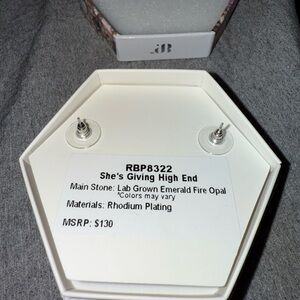 RBP8322
She's Giving High End
Main Stone: Lab Grown Emerald Fire Opal
*Colors may vary
Materials: Rhodium Plating
MSRP: $130